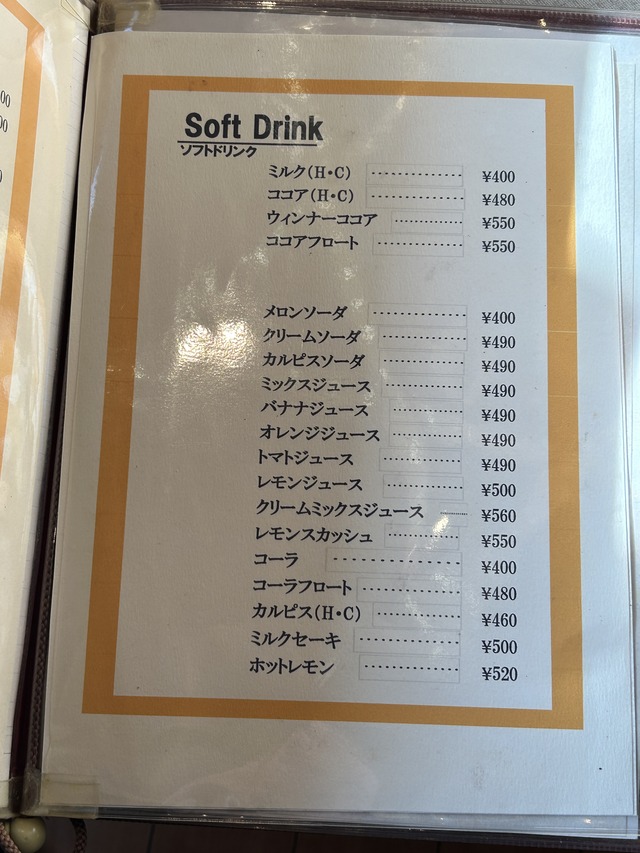 Soft Drink
ソフトドリンク
ミルク(H・C) ¥400
ココア(H・C) ¥480
ウィンナーココア ¥550
ココアフロート ¥550
メロンソーダ ¥400
クリームソーダ ¥490
カルピスソーダ ¥490
ミックスジュース ¥490
バナナジュース ¥490
オレンジジュース ¥490
トマトジュース ¥490
レモンジュース ¥500
クリームミックスジュース ¥560
レモンスカッシュ ¥550
コーラ ¥400
コーラフロート ¥480
カルピス(H・C) ¥460
ミルクセーキ ¥500
ホットレモン ¥520